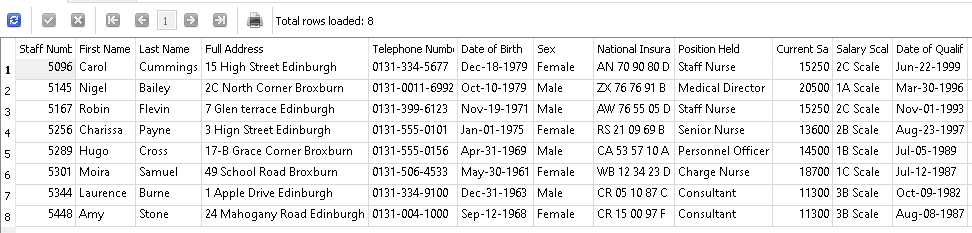 1 Total rows loaded: 8
Staff Numb First Name Last Name Full Address Telephone Numbe Date of Birth Sex National Insura Position Held Current Sa Salary Scal Date of Qualif
1 5096 Carol Cummings 15 High Street Edinburgh 0131-334-5677 Dec-18-1979 Female AN 70 90 80 D Staff Nurse 15250 2C Scale Jun-22-1999
2 5145 Nigel Bailey 2C North Corner Broxburn 0131-0011-6992 Oct-10-1979 Male ZX 76 76 91 B Medical Director 20500 1A Scale Mar-30-1996
3 5167 Robin Flevin 7 Glen terrace Edinburgh 0131-399-6123 Nov-19-1971 Male AW 76 55 05 D Staff Nurse 15250 2C Scale Nov-01-1993
4 5256 Charissa Payne 3 Hign Street Edinburgh 0131-555-0101 Jan-01-1975 Female RS 21 09 69 B Senior Nurse 13600 2B Scale Aug-23-1997
5 5289 Hugo Cross 17-B Grace Corner Broxburn 0131-555-0156 Apr-31-1969 Male CA 53 57 10 A Personnel Officer 14500 1B Scale Jul-05-1989
6 5301 Moira Samuel 49 School Road Broxburn 0131-506-4533 May-30-1961 Female WB 12 34 23 D Charge Nurse 18700 1C Scale Jul-12-1987
7 5344 Laurence Burne 1 Apple Drive Edinburgh 0131-334-9100 Dec-31-1963 Male CR 05 10 87 C Consultant 11300 3B Scale Oct-09-1982
8 5448 Amy Stone 24 Mahogany Road Edinburgh 0131-004-1000 Sep-12-1968 Female CR 15 00 97 F Consultant 11300 3B Scale Aug-08-1987